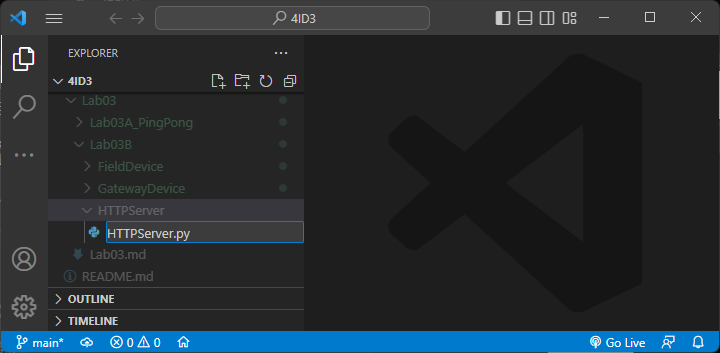 4ID3
EXPLORER
4ID3
Lab03
Lab03A_PingPong
Lab03B
FieldDevice
GatewayDevice
HTTPServer
HTTPServer.py
Lab03.md
README.md
OUTLINE
TIMELINE
main* 0 0 Go Live